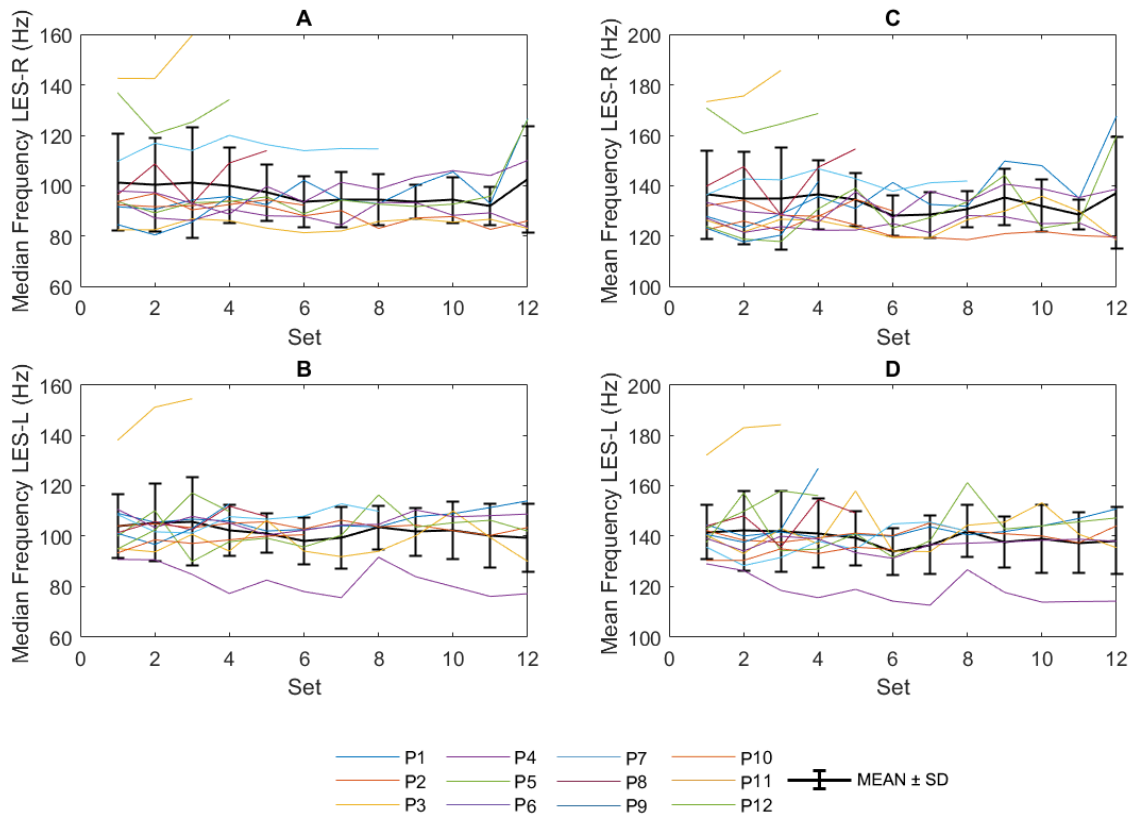 A
Median Frequency LES-R (Hz)
160
140
120
100
80
60
0 2 4 6 8 10 12
Set
C
Mean Frequency LES-R (Hz)
200
180
160
140
120
100
0 2 4 6 8 10 12
Set
B
Median Frequency LES-L (Hz)
160
140
120
100
80
60
0 2 4 6 8 10 12
Set
D
Mean Frequency LES-L (Hz)
200
180
160
140
120
100
0 2 4 6 8 10 12
Set
P1 P4 P7 P10
P2 P5 P8 P11 MEAN ± SD
P3 P6 P9 P12